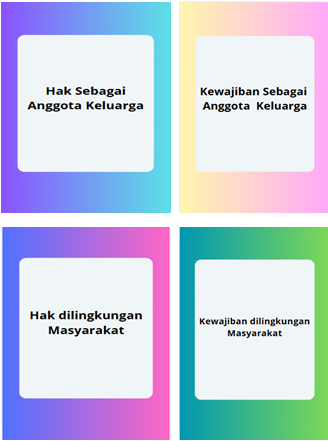 Hak Sebagai
Anggota Keluarga
Kewajiban Sebagai
Anggota Keluarga
Hak dilingkungan
Masyarakat
Kewajiban dilingkungan
Masyarakat